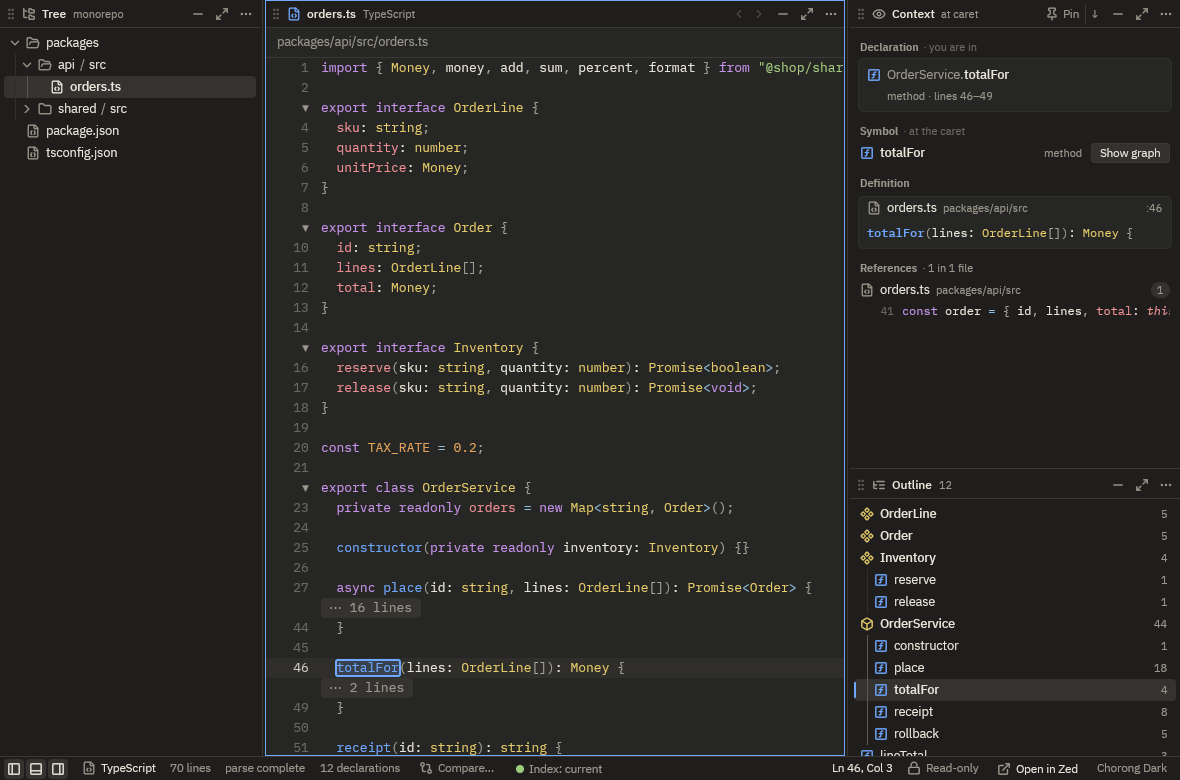 Tree monorepo
packages
api / src
orders.ts
shared / src
package.json
tsconfig.json
orders.ts TypeScript
packages/api/src/orders.ts
1 import { Money, money, add, sum, percent, format } from "@shop/shar
2
export interface OrderLine {
4 sku: string;
5 quantity: number;
6 unitPrice: Money;
7 }
8
export interface Order {
10 id: string;
11 lines: OrderLine[];
12 total: Money;
13 }
14
export interface Inventory {
16 reserve(sku: string, quantity: number): Promise<boolean>;
17 release(sku: string, quantity: number): Promise<void>;
18 }
19
20 const TAX_RATE = 0.2;
21
export class OrderService {
23 private readonly orders = new Map<string, Order>();
24
25 constructor(private readonly inventory: Inventory) {}
26
27 async place(id: string, lines: OrderLine[]): Promise<Order> {
··· 16 lines
44 }
45
46 totalFor(lines: OrderLine[]): Money {
··· 2 lines
49 }
50
51 receipt(id: string): string {
Context at caret
Pin
Declaration · you are in
OrderService.totalFor
method · lines 46–49
Symbol · at the caret
totalFor method Show graph
Definition
orders.ts packages/api/src :46
totalFor(lines: OrderLine[]): Money {
References · 1 in 1 file
orders.ts packages/api/src 1
41 const order = { id, lines, total: thi
Outline 12
OrderLine 5
Order 5
Inventory 4
reserve 1
release 1
OrderService 44
constructor 1
place 18
totalFor 4
receipt 8
rollback 5
lineTotal 3
TypeScript 70 lines parse complete 12 declarations Compare... Index: current Ln 46, Col 3 Read-only Open in Zed Chorong Dark